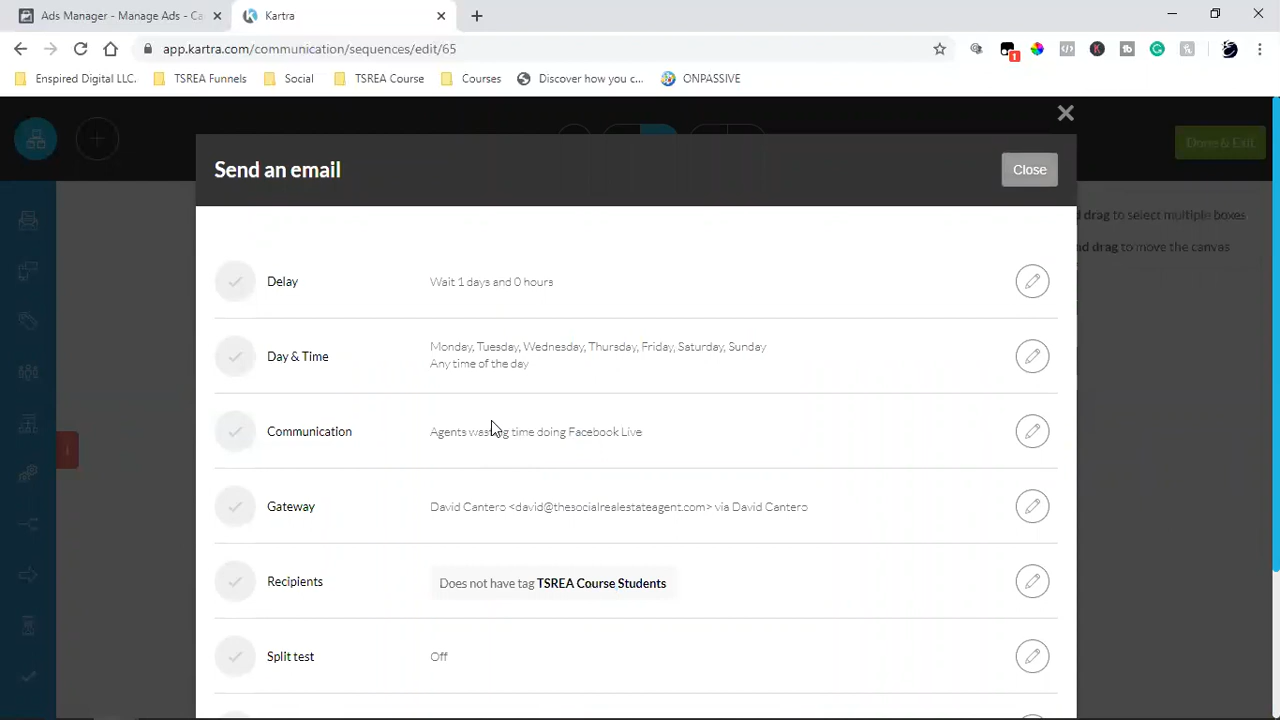 Ads Manager - Manage Ads - Ca
Kartra
app.kartra.com/communication/sequences/edit/65
1
Enspired Digital LLC.
TSREA Funnels
Social
TSREA Course
Courses
Discover how you c...
ONPASSIVE
Done & Exit
Send an email
Close
d drag to select multiple boxes
nd drag to move the canvas
Delay
Wait 1 days and 0 hours
Day & Time
Monday, Tuesday, Wednesday, Thursday, Friday, Saturday, Sunday
Any time of the day
Communication
Agents wasting time doing Facebook Live
Gateway
David Cantero <david@thesocialrealestateagent.com> via David Cantero
Recipients
Does not have tag TSREA Course Students
Split test
Off